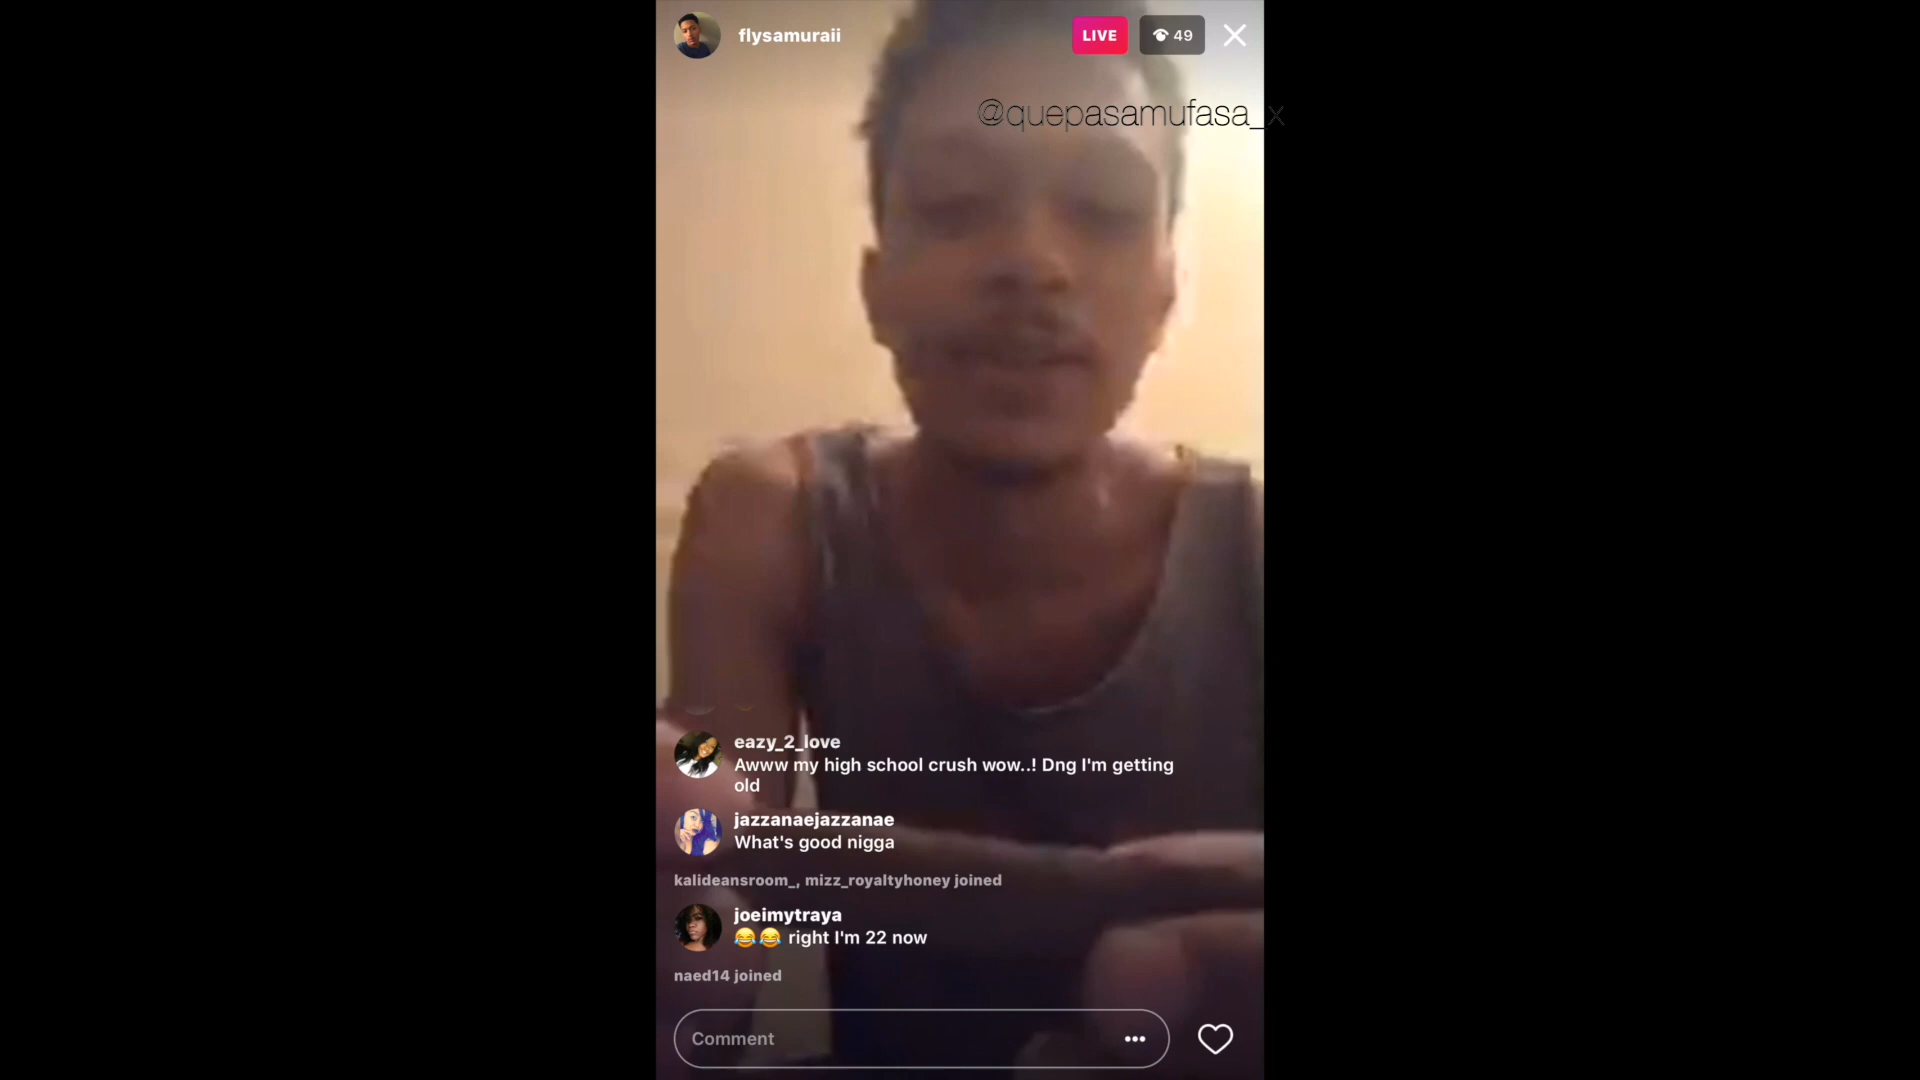 flysamuraii
LIVE
49
@quepasamufasa_x
eazy_2_love
Awww my high school crush wow..! Dng I'm getting
old
jazzanaejazzanae
What's good nigga
kalideansroom_, mizz_royaltyhoney joined
joeimytraya
😂😂 right I'm 22 now
naed14 joined
Comment